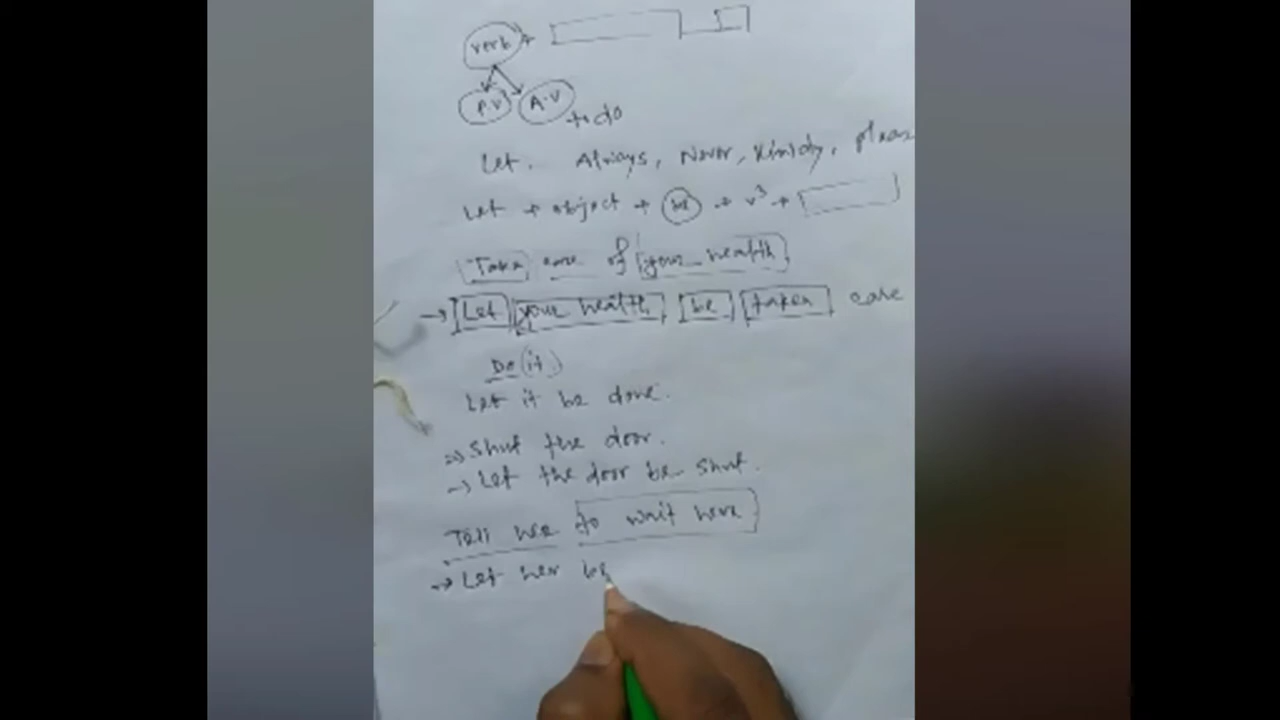 verb +
P.V A.V
to do
Let. Always, Never, Kindly, pleas
Let + object + be + v³ +
Take care of your health
→ Let your health be taken care
Do it
Let it be done.
⇒ Shut the door.
→ Let the door be shut.
Tell her to wait here
→ Let her be